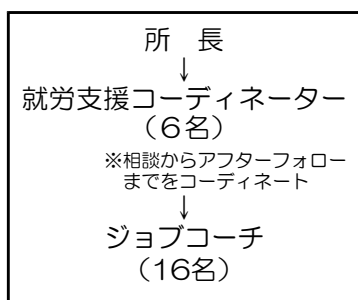 所　長
↓
就労支援コーディネーター
（６名）
※相談からアフターフォロー
までをコーディネート
↓
ジョブコーチ
（16名）